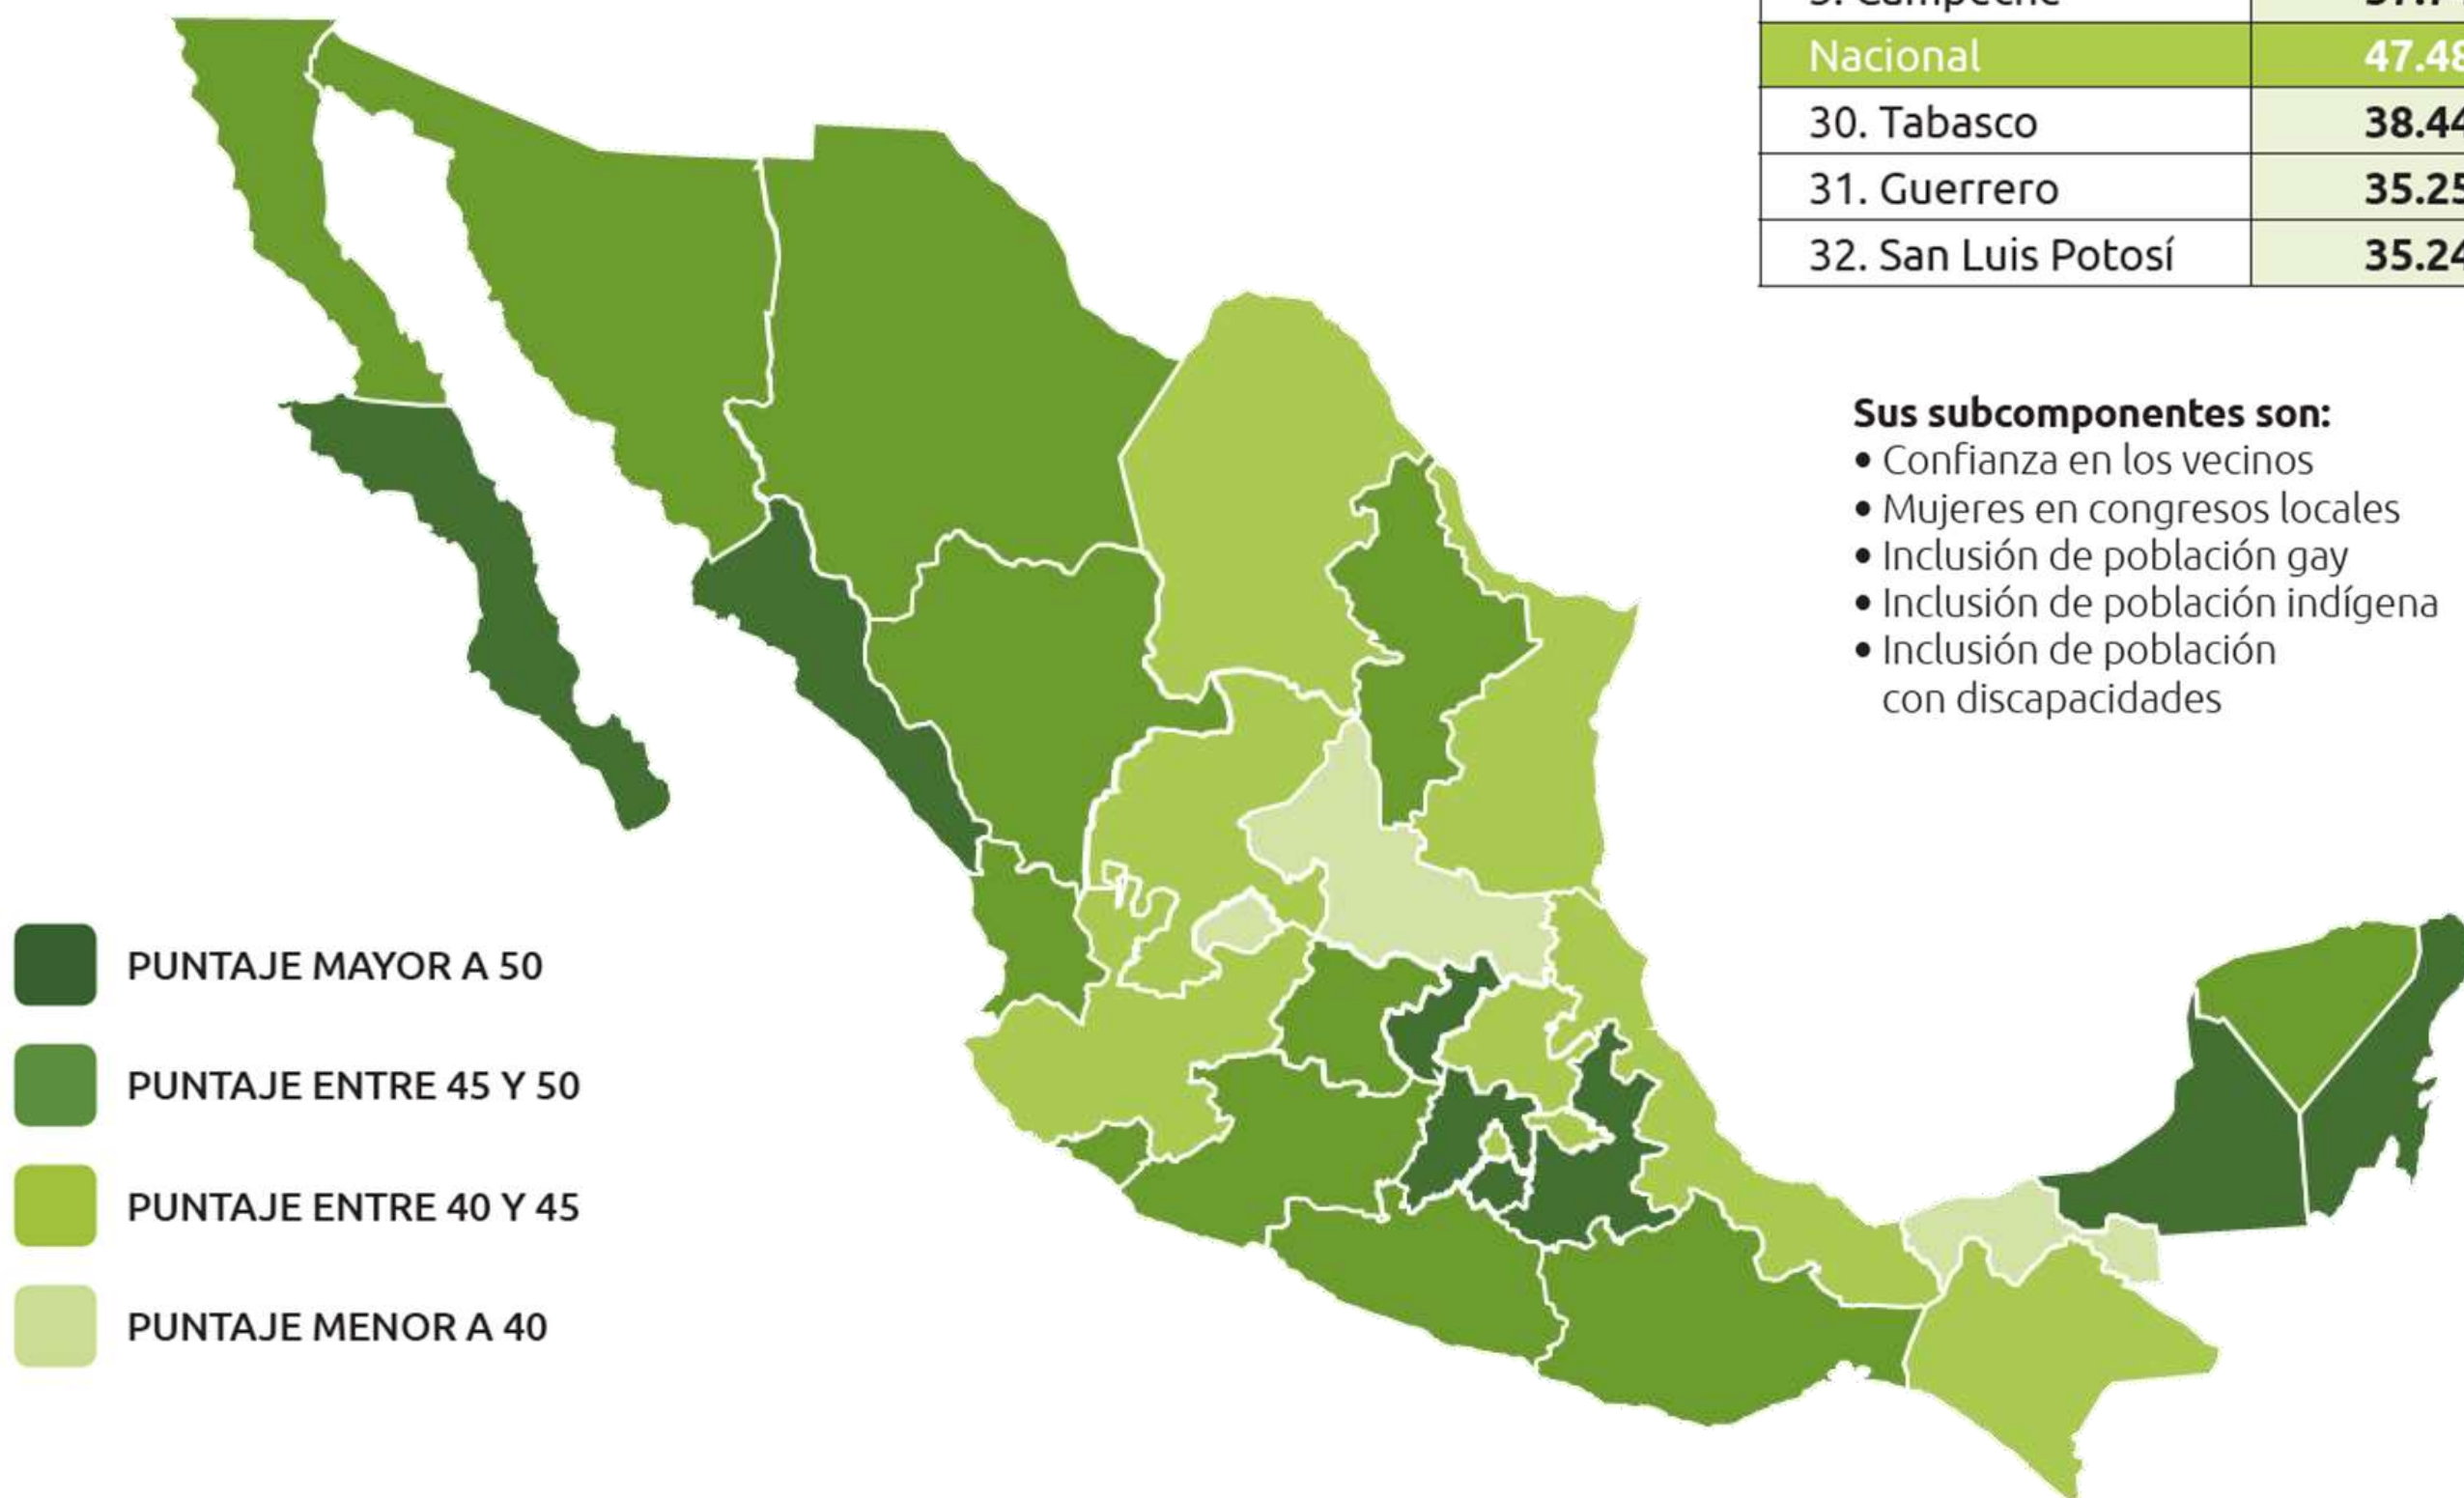 Nacional 47.48
30. Tabasco 38.44
31. Guerrero 35.25
32. San Luis Potosí 35.24
Sus subcomponentes son:
• Confianza en los vecinos
• Mujeres en congresos locales
• Inclusión de población gay
• Inclusión de población indígena
• Inclusión de población
con discapacidades
PUNTAJE MAYOR A 50
PUNTAJE ENTRE 45 Y 50
PUNTAJE ENTRE 40 Y 45
PUNTAJE MENOR A 40